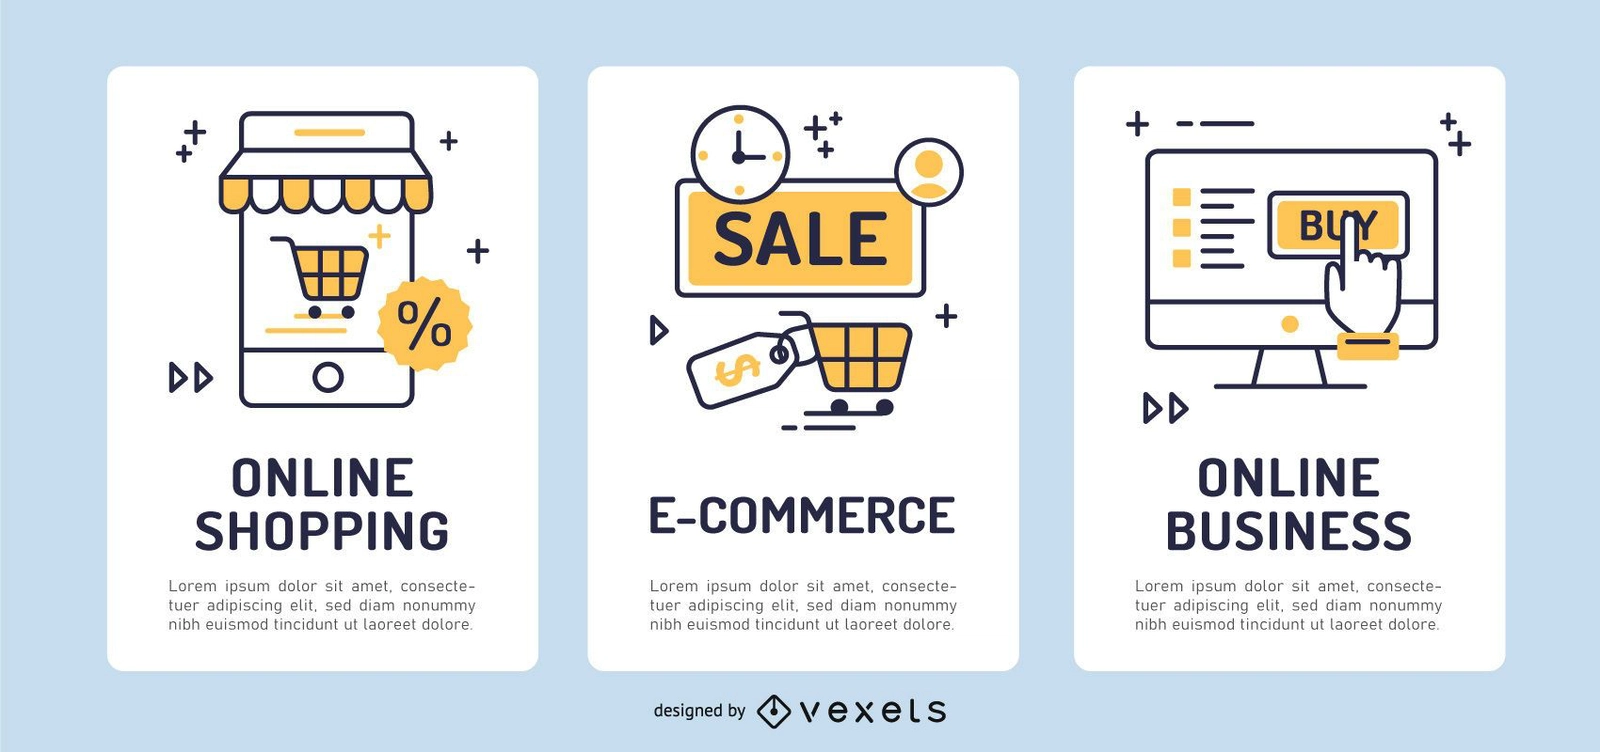 %
ONLINE
SHOPPING
Lorem ipsum dolor sit amet, consecte-
tuer adipiscing elit, sed diam nonummy
nibh euismod tincidunt ut laoreet dolore.
SALE
$
E-COMMERCE
Lorem ipsum dolor sit amet, consecte-
tuer adipiscing elit, sed diam nonummy
nibh euismod tincidunt ut laoreet dolore.
BUY
ONLINE
BUSINESS
Lorem ipsum dolor sit amet, consecte-
tuer adipiscing elit, sed diam nonummy
nibh euismod tincidunt ut laoreet dolore.
designed by vexels